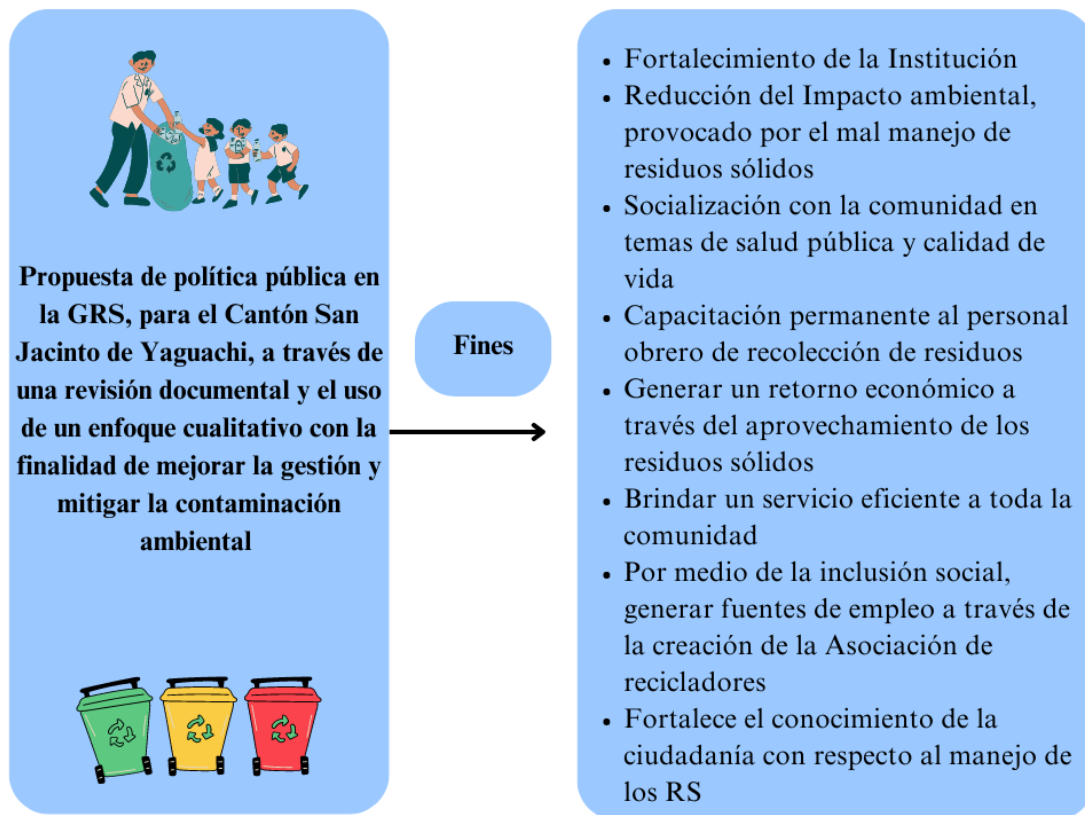 Propuesta de política pública en
la GRS, para el Cantón San
Jacinto de Yaguachi, a través de
una revisión documental y el uso
de un enfoque cualitativo con la
finalidad de mejorar la gestión y
mitigar la contaminación
ambiental
Fines
• Fortalecimiento de la Institución
• Reducción del Impacto ambiental,
provocado por el mal manejo de
residuos sólidos
• Socialización con la comunidad en
temas de salud pública y calidad de
vida
• Capacitación permanente al personal
obrero de recolección de residuos
• Generar un retorno económico a
través del aprovechamiento de los
residuos sólidos
• Brindar un servicio eficiente a toda la
comunidad
• Por medio de la inclusión social,
generar fuentes de empleo a través de
la creación de la Asociación de
recicladores
• Fortalece el conocimiento de la
ciudadanía con respecto al manejo de
los RS